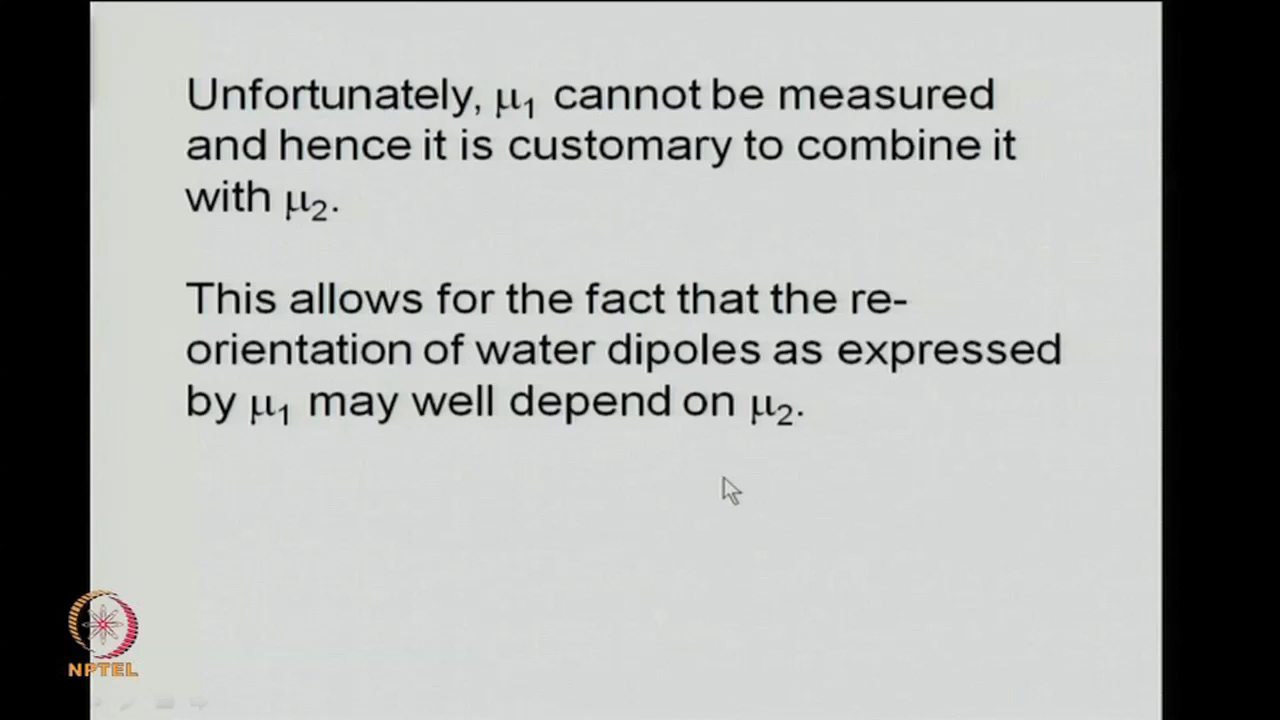 Unfortunately, μ₁ cannot be measured
and hence it is customary to combine it
with μ₂.
This allows for the fact that the re-
orientation of water dipoles as expressed
by μ₁ may well depend on μ₂.
NPTEL